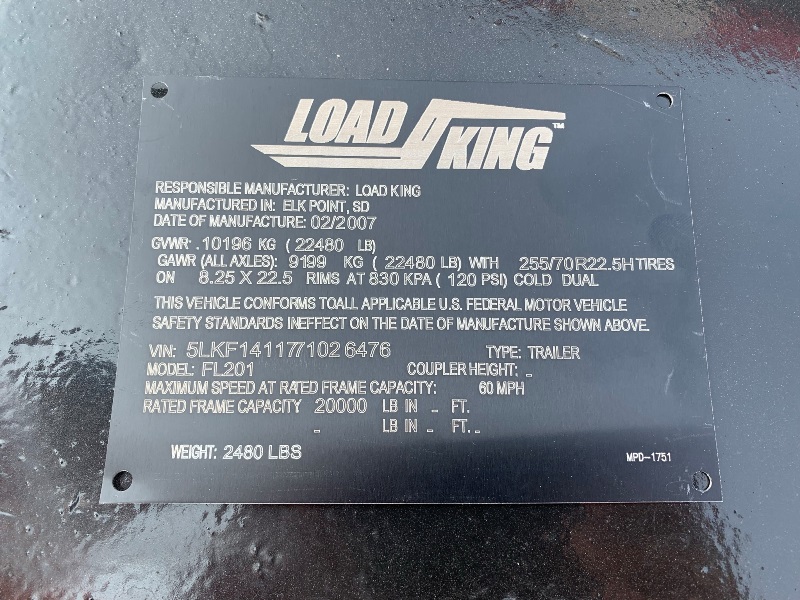 LOAD KING™
RESPONSIBLE MANUFACTURER: LOAD KING
MANUFACTURED IN: ELK POINT, SD
DATE OF MANUFACTURE: 02/2007
GVWR: . 10196 KG ( 22480 LB)
GAWR (ALL AXLES): 9199 KG ( 22480 LB) WITH 255/70R22.5H TIRES
ON 8.25 X 22.5 RIMS AT 830 KPA ( 120 PSI) COLD DUAL
THIS VEHICLE CONFORMS TOALL APPLICABLE U.S. FEDERAL MOTOR VEHICLE
SAFETY STANDARDS INEFFECT ON THE DATE OF MANUFACTURE SHOWN ABOVE.
VIN: 5LKF1411771026476 TYPE: TRAILER
MODEL: FL201 COUPLER HEIGHT: -
MAXIMUM SPEED AT RATED FRAME CAPACITY: 60 MPH
RATED FRAME CAPACITY 20000 LB IN - FT.
- LB IN - FT. -
WEIGHT: 2480 LBS MPD-1751